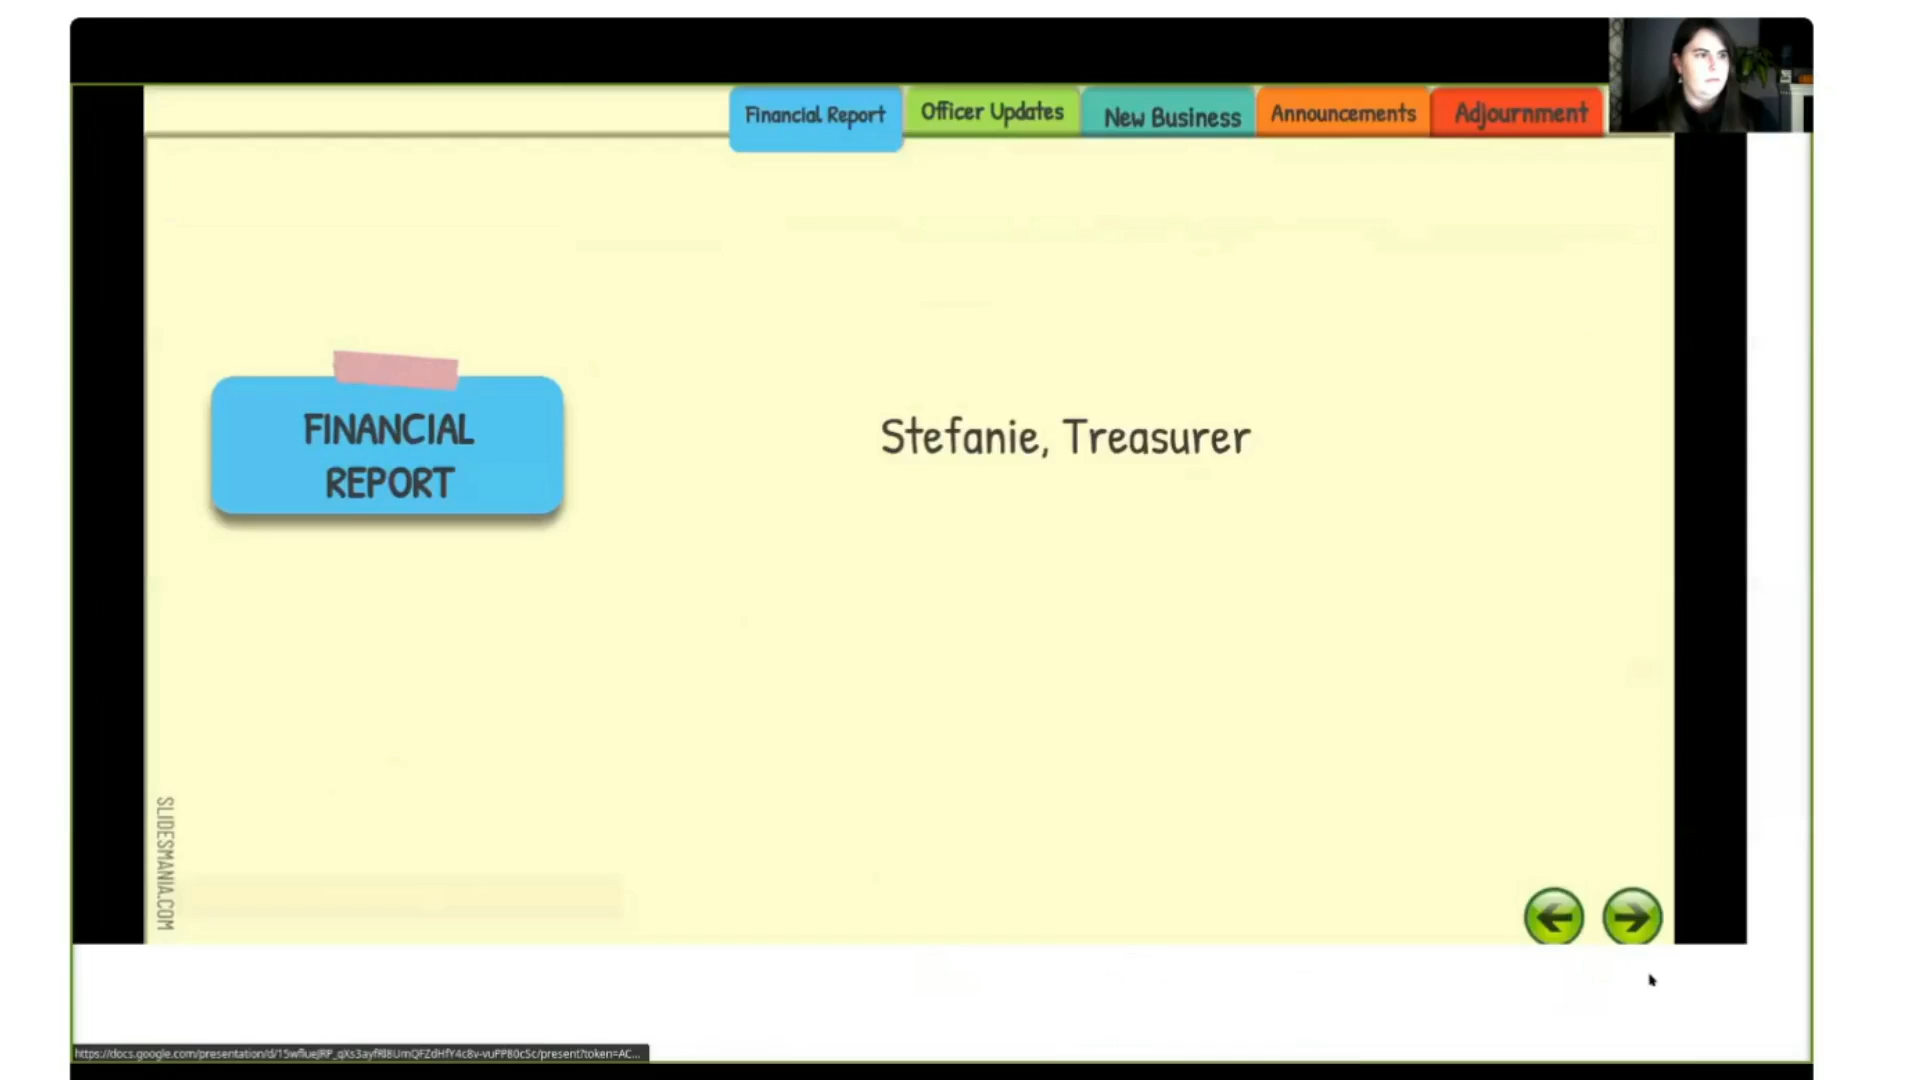 Financial Report
Officer Updates
New Business
Announcements
Adjournment
FINANCIAL
REPORT
Stefanie, Treasurer
SLIDESMANIA.COM